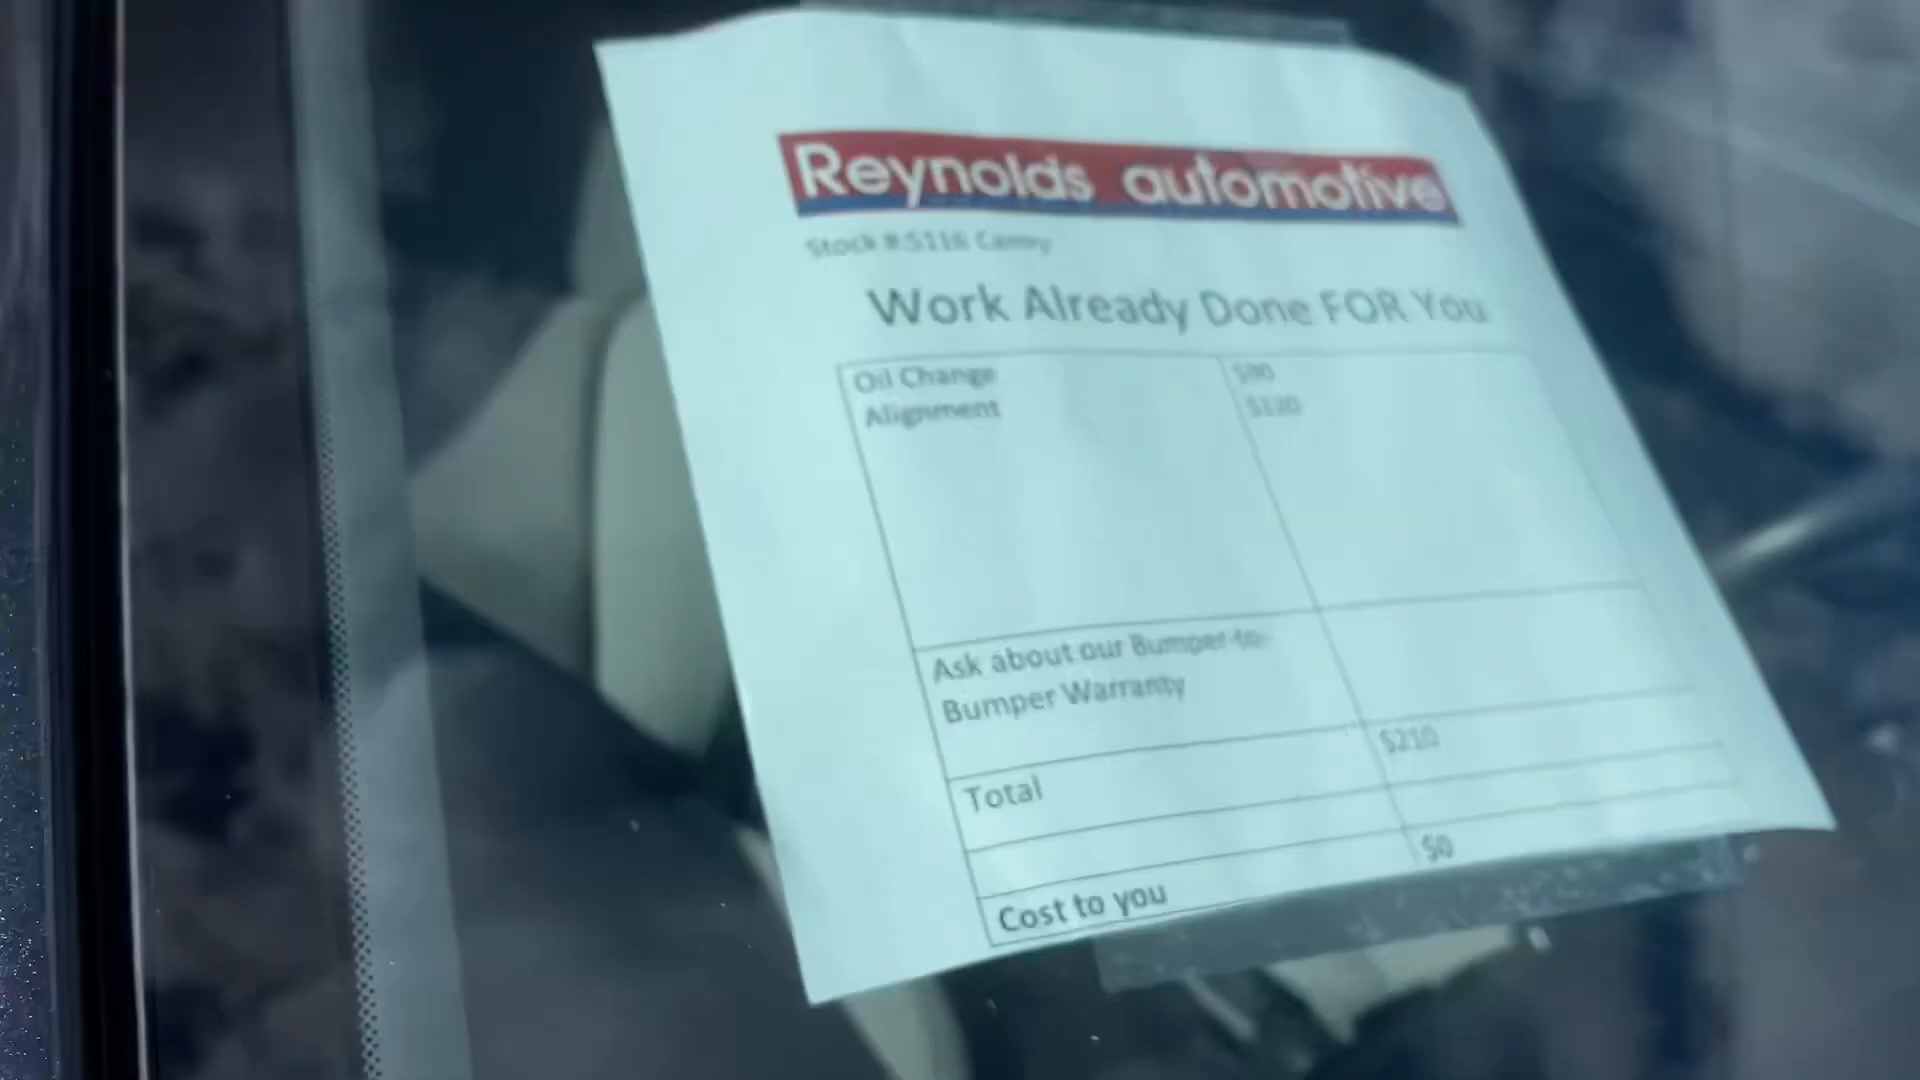 Reynolds automotive
Stock #:5116 Camry
Work Already Done FOR You
Oil Change $90
Alignment $120
Ask about our Bumper-to-
Bumper Warranty
Total $210
Cost to you $0